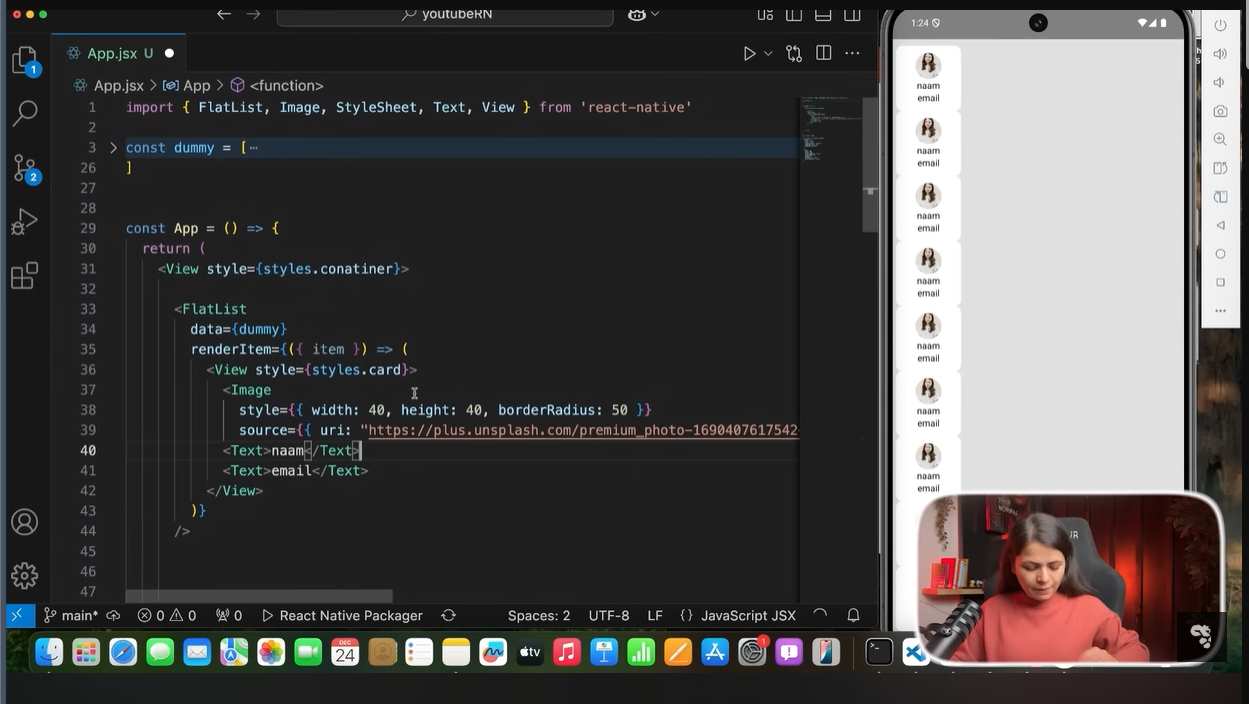 youtubeRN
App.jsx U
App.jsx > App > <function>
1 import { FlatList, Image, StyleSheet, Text, View } from 'react-native'
2
3 const dummy = [
26 ]
27
28
29 const App = () => {
30 return (
31 <View style={styles.conatiner}>
32
33 <FlatList
34 data={dummy}
35 renderItem={({ item }) => (
36 <View style={styles.card}>
37 <Image
38 style={{ width: 40, height: 40, borderRadius: 50 }}
39 source={{ uri: "https://plus.unsplash.com/premium_photo-1690407617542-
40 <Text>naam</Text>
41 <Text>email</Text>
42 </View>
43 )}
44 />
45
46
47
1
2
main* 0 0 0 React Native Packager Spaces: 2 UTF-8 LF {} JavaScript JSX
1:24
naam
email
naam
email
naam
email
naam
email
naam
email
naam
email
naam
email
DEC
24
tv
1